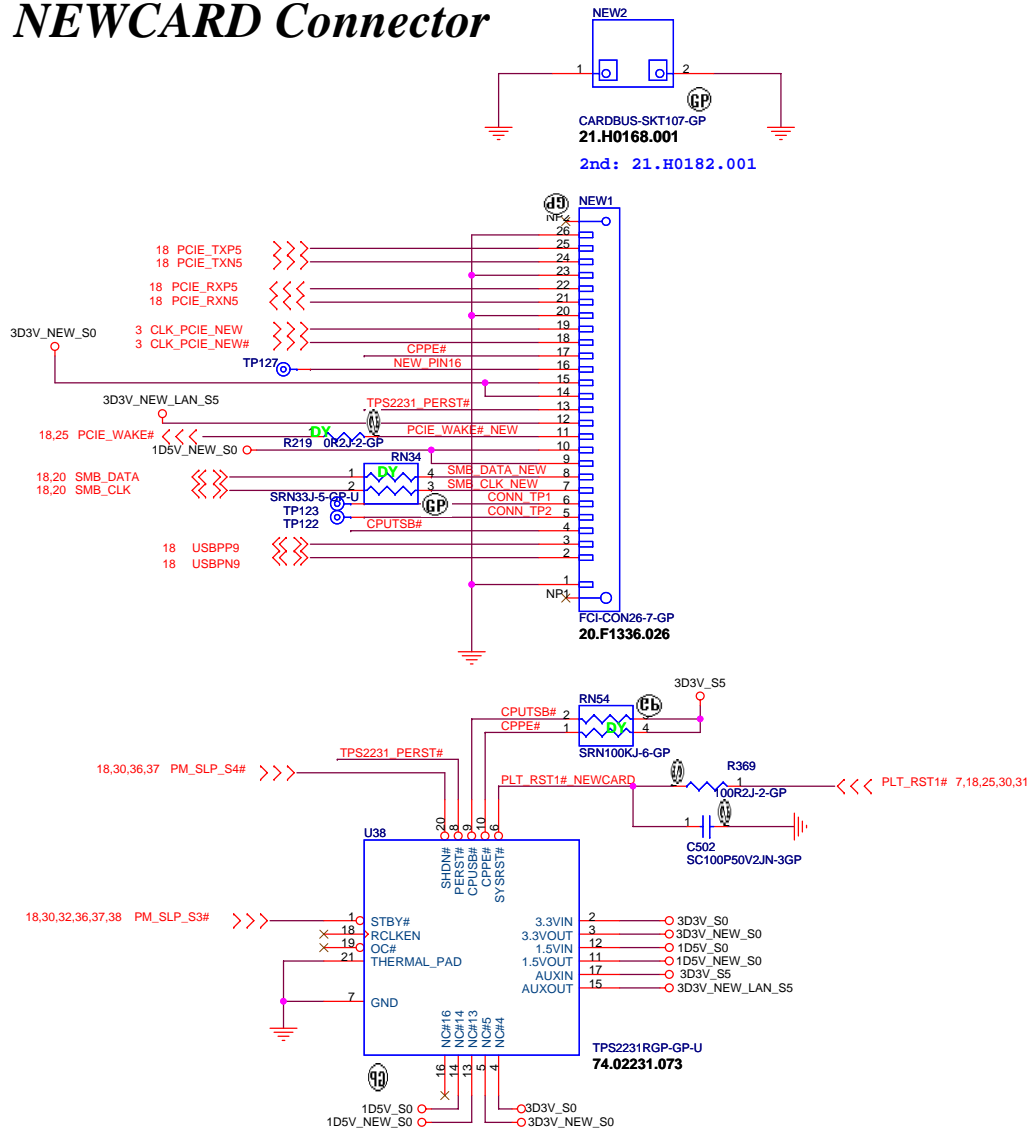 NEWCARD Connector
NEW2
1
2
GP
CARDBUS-SKT107-GP
21.H0168.001
2nd: 21.H0182.001
GP
NEW1
NP2
26
18 PCIE_TXP5 25
18 PCIE_TXN5 24
23
18 PCIE_RXP5 22
18 PCIE_RXN5 21
20
3 CLK_PCIE_NEW 19
3 CLK_PCIE_NEW# 18
3D3V_NEW_S0
CPPE# 17
TP127 NEW_PIN16 16
15
14
3D3V_NEW_LAN_S5
TPS2231_PERST# 13
12
18,25 PCIE_WAKE# DY PCIE_WAKE#_NEW 11
R219 0R2J-2-GP
1D5V_NEW_S0 10
RN34 9
18,20 SMB_DATA 1 DY 4 SMB_DATA_NEW 8
18,20 SMB_CLK 2 3 SMB_CLK_NEW 7
SRN33J-5-GP-U GP CONN_TP1 6
TP123 CONN_TP2 5
TP122 CPUTSB# 4
18 USBPP9 3
18 USBPN9 2
1
NP1
FCI-CON26-7-GP
20.F1336.026
3D3V_S5
RN54 GP
CPUTSB# 2
CPPE# 1 DY 4
SRN100KJ-6-GP
TPS2231_PERST#
18,30,36,37 PM_SLP_S4#
R369
PLT_RST1#_NEWCARD 1 PLT_RST1# 7,18,25,30,31
100R2J-2-GP
1
C502
SC100P50V2JN-3GP
U38
20 8 9 10 6
SHDN# PERST# CPUSB# CPPE# SYSRST#
18,30,32,36,37,38 PM_SLP_S3# 1 STBY#
18 RCLKEN
19 OC#
21 THERMAL_PAD
7 GND
3.3VIN 2 3D3V_S0
3.3VOUT 3 3D3V_NEW_S0
1.5VIN 12 1D5V_S0
1.5VOUT 11 1D5V_NEW_S0
AUXIN 17 3D3V_S5
AUXOUT 15 3D3V_NEW_LAN_S5
NC#16 NC#14 NC#13 NC#5 NC#4
16 14 13 5 4
TPS2231RGP-GP-U
74.02231.073
GP
1D5V_S0 3D3V_S0
1D5V_NEW_S0 3D3V_NEW_S0